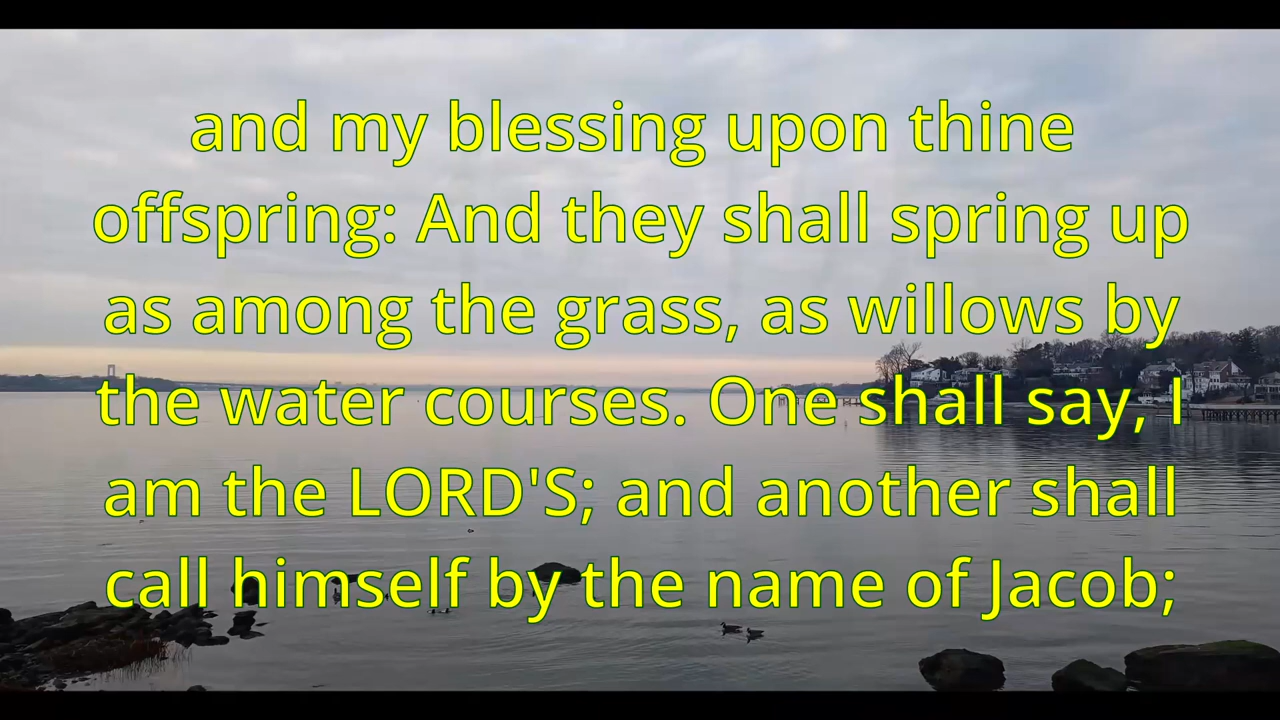 and my blessing upon thine
offspring: And they shall spring up
as among the grass, as willows by
the water courses. One shall say, I
am the LORD'S; and another shall
call himself by the name of Jacob;